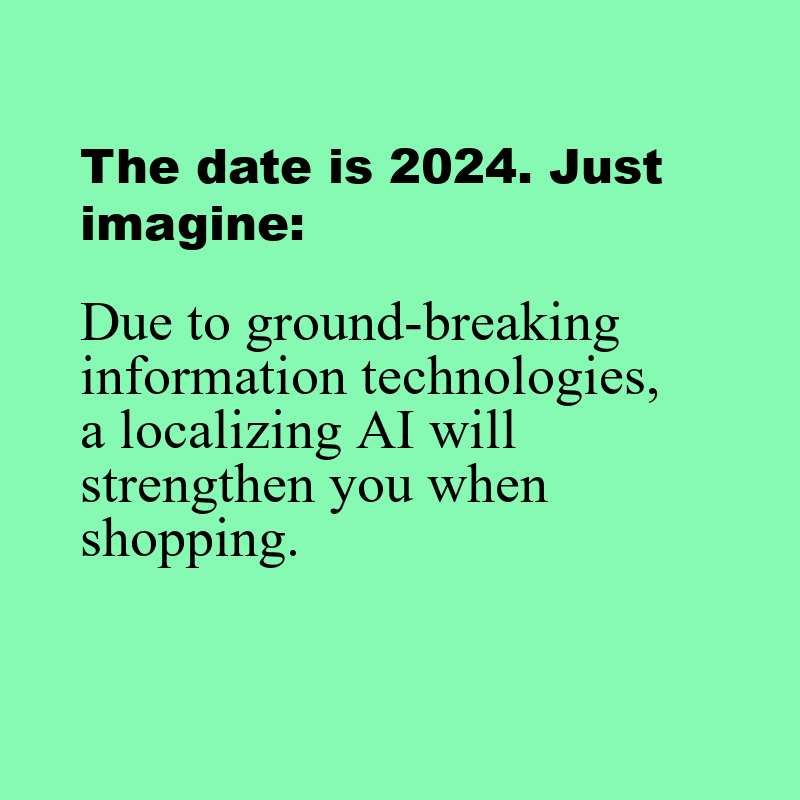 The date is 2024. Just
imagine:
Due to ground-breaking
information technologies,
a localizing AI will
strengthen you when
shopping.